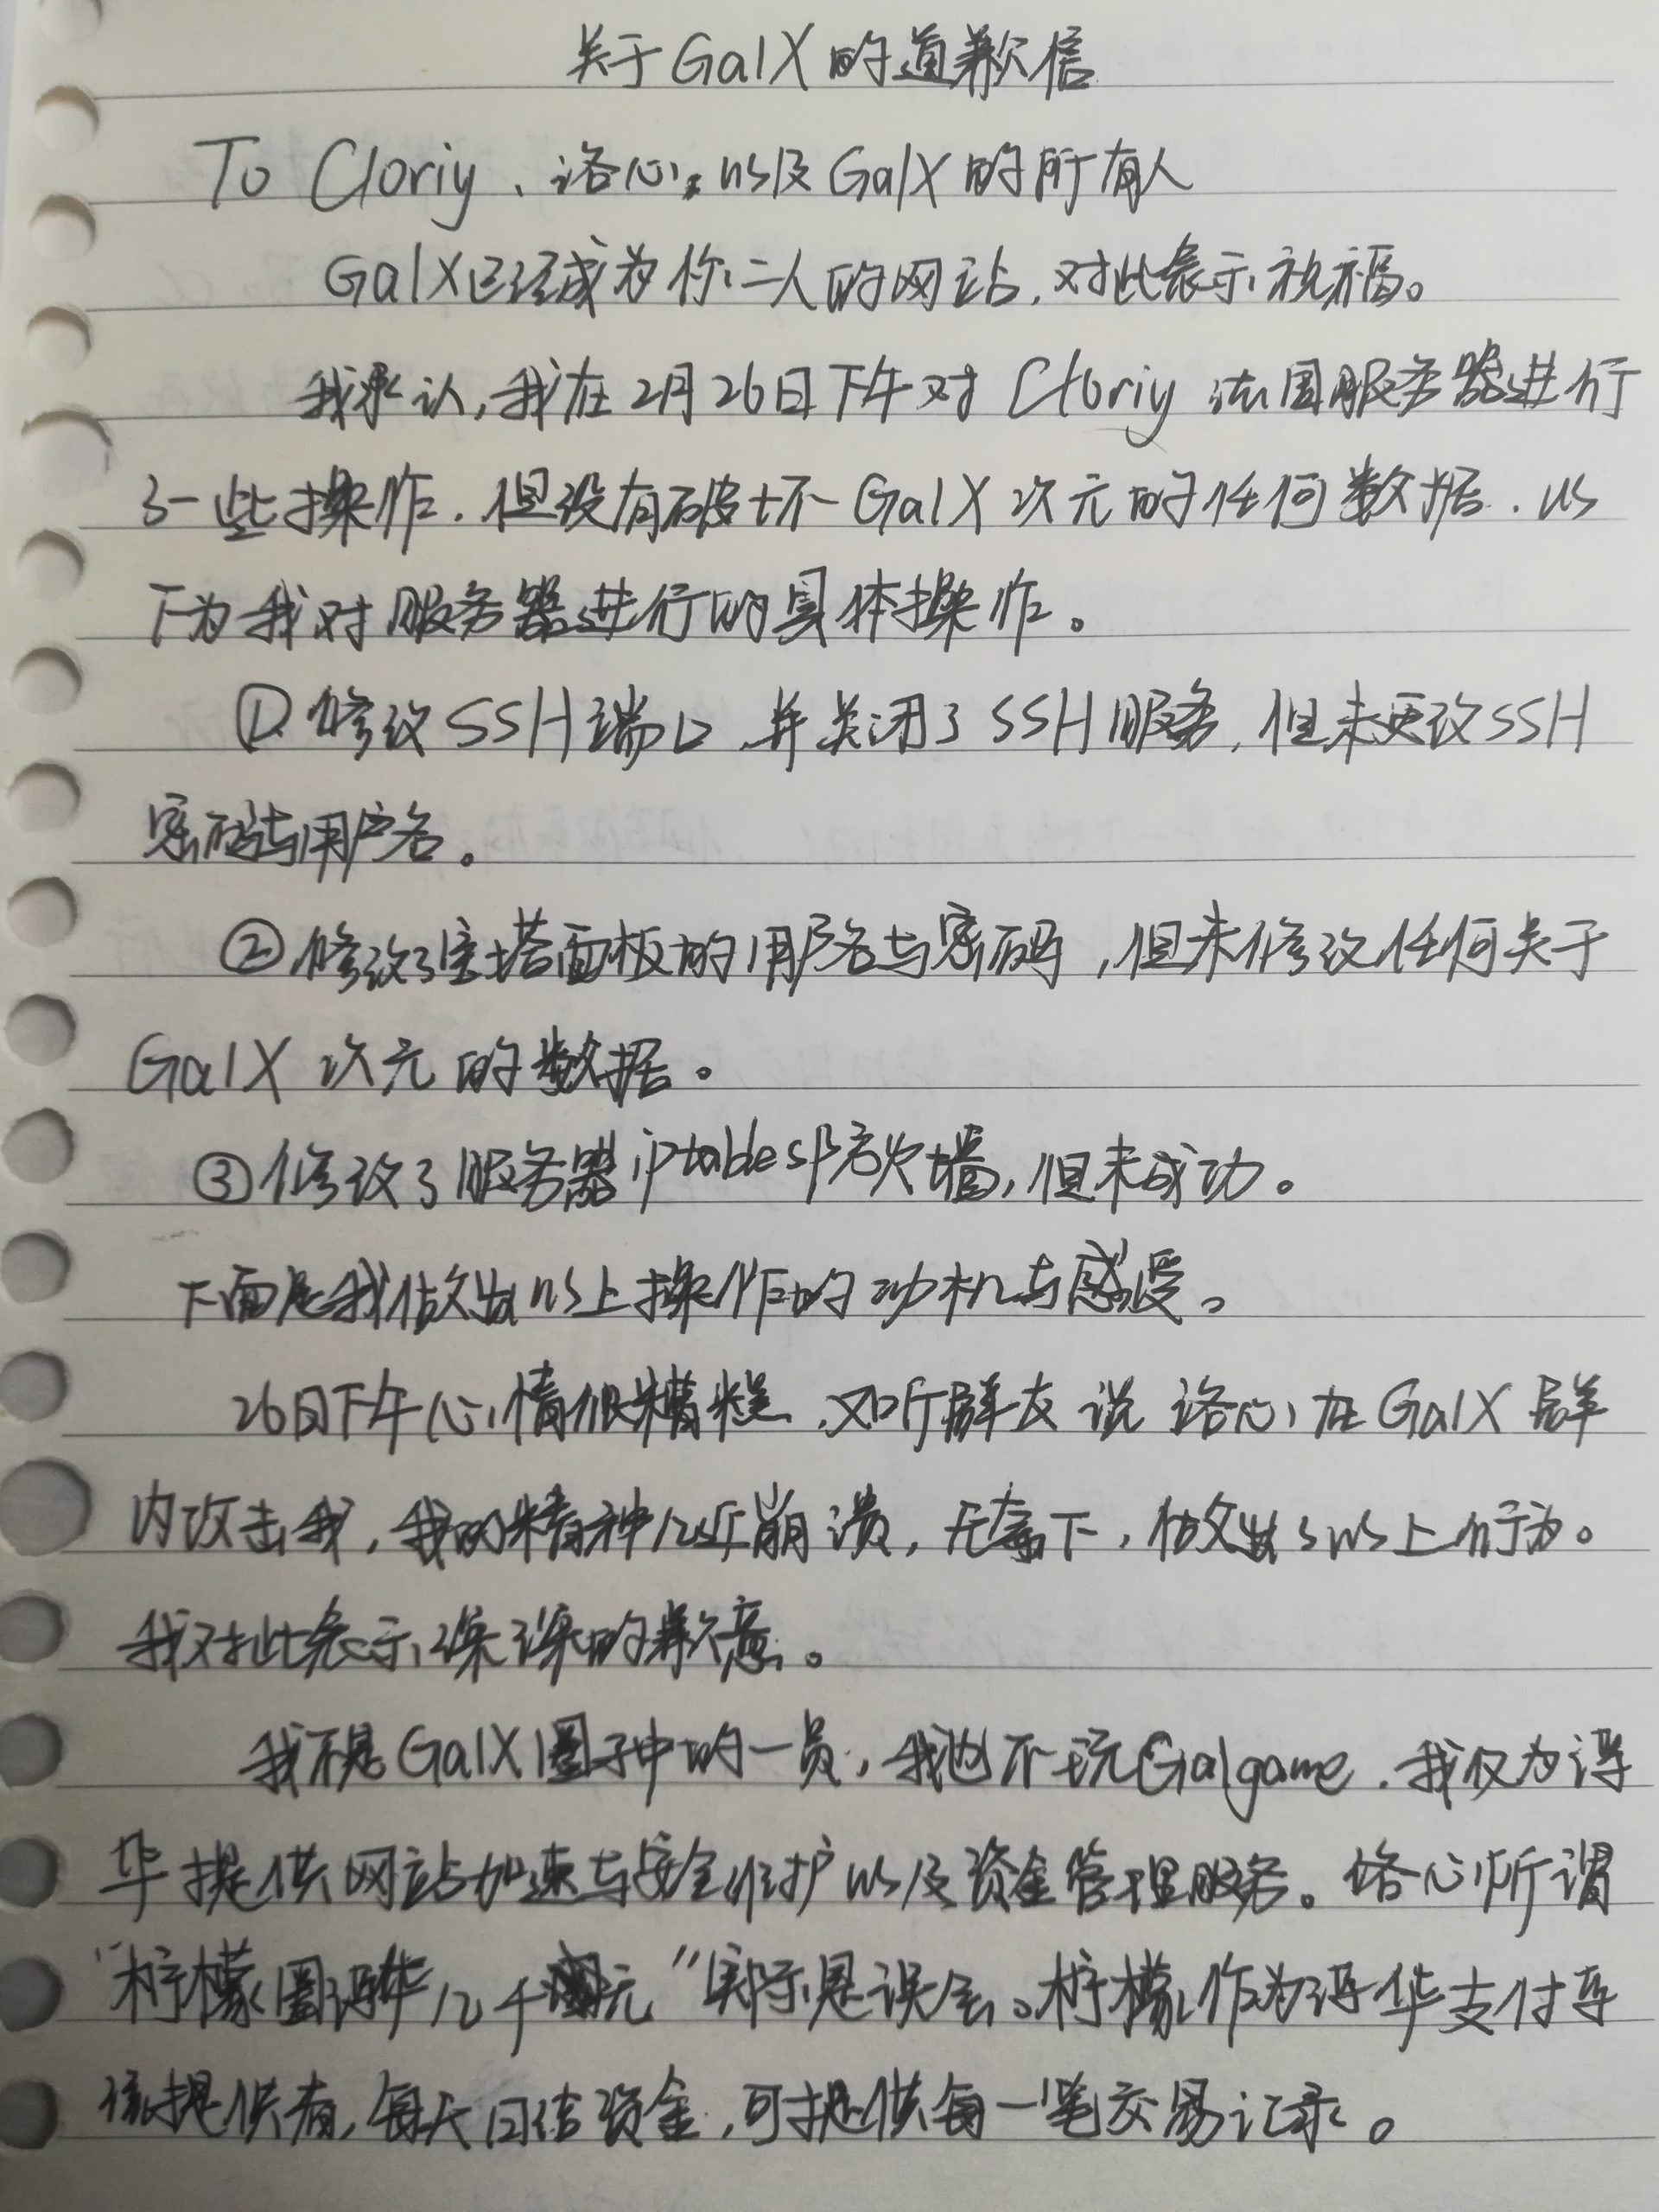 关于GalX的道歉信
To Cloriy、洛心,以及GalX的所有人
GalX已经成为你二人的网站,对此表示祝福。
我承认,我在2月26日下午对 Cloriy 法国服务器进行
了一些操作.但没有破坏GalX次元的任何数据.以
下为我对服务器进行的具体操作。
①修改SSH端口,并关闭了SSH服务,但未更改SSH
密码与用户名。
②修改了宝塔面板的用户名与密码,但未修改任何关于
GalX次元的数据。
③修改了服务器iptables防火墙,但未成功。
下面是我做出以上操作的动机与感受。
26日下午心情很糟糕,又听群友说 洛心在GalX群
内攻击我,我的精神几近崩溃,无奈下,做出了以上行为。
我对此表示深深的歉意。
我不是GalX圈子中的一员,我也不玩Galgame.我仅为
华提供网站加速与安全维护以及资金管理服务。洛心所谓
“柠檬圈 华几千 元”实际是误会。柠檬作为 华支付
提供商,每天日结资金,可提供每一笔交易记录。